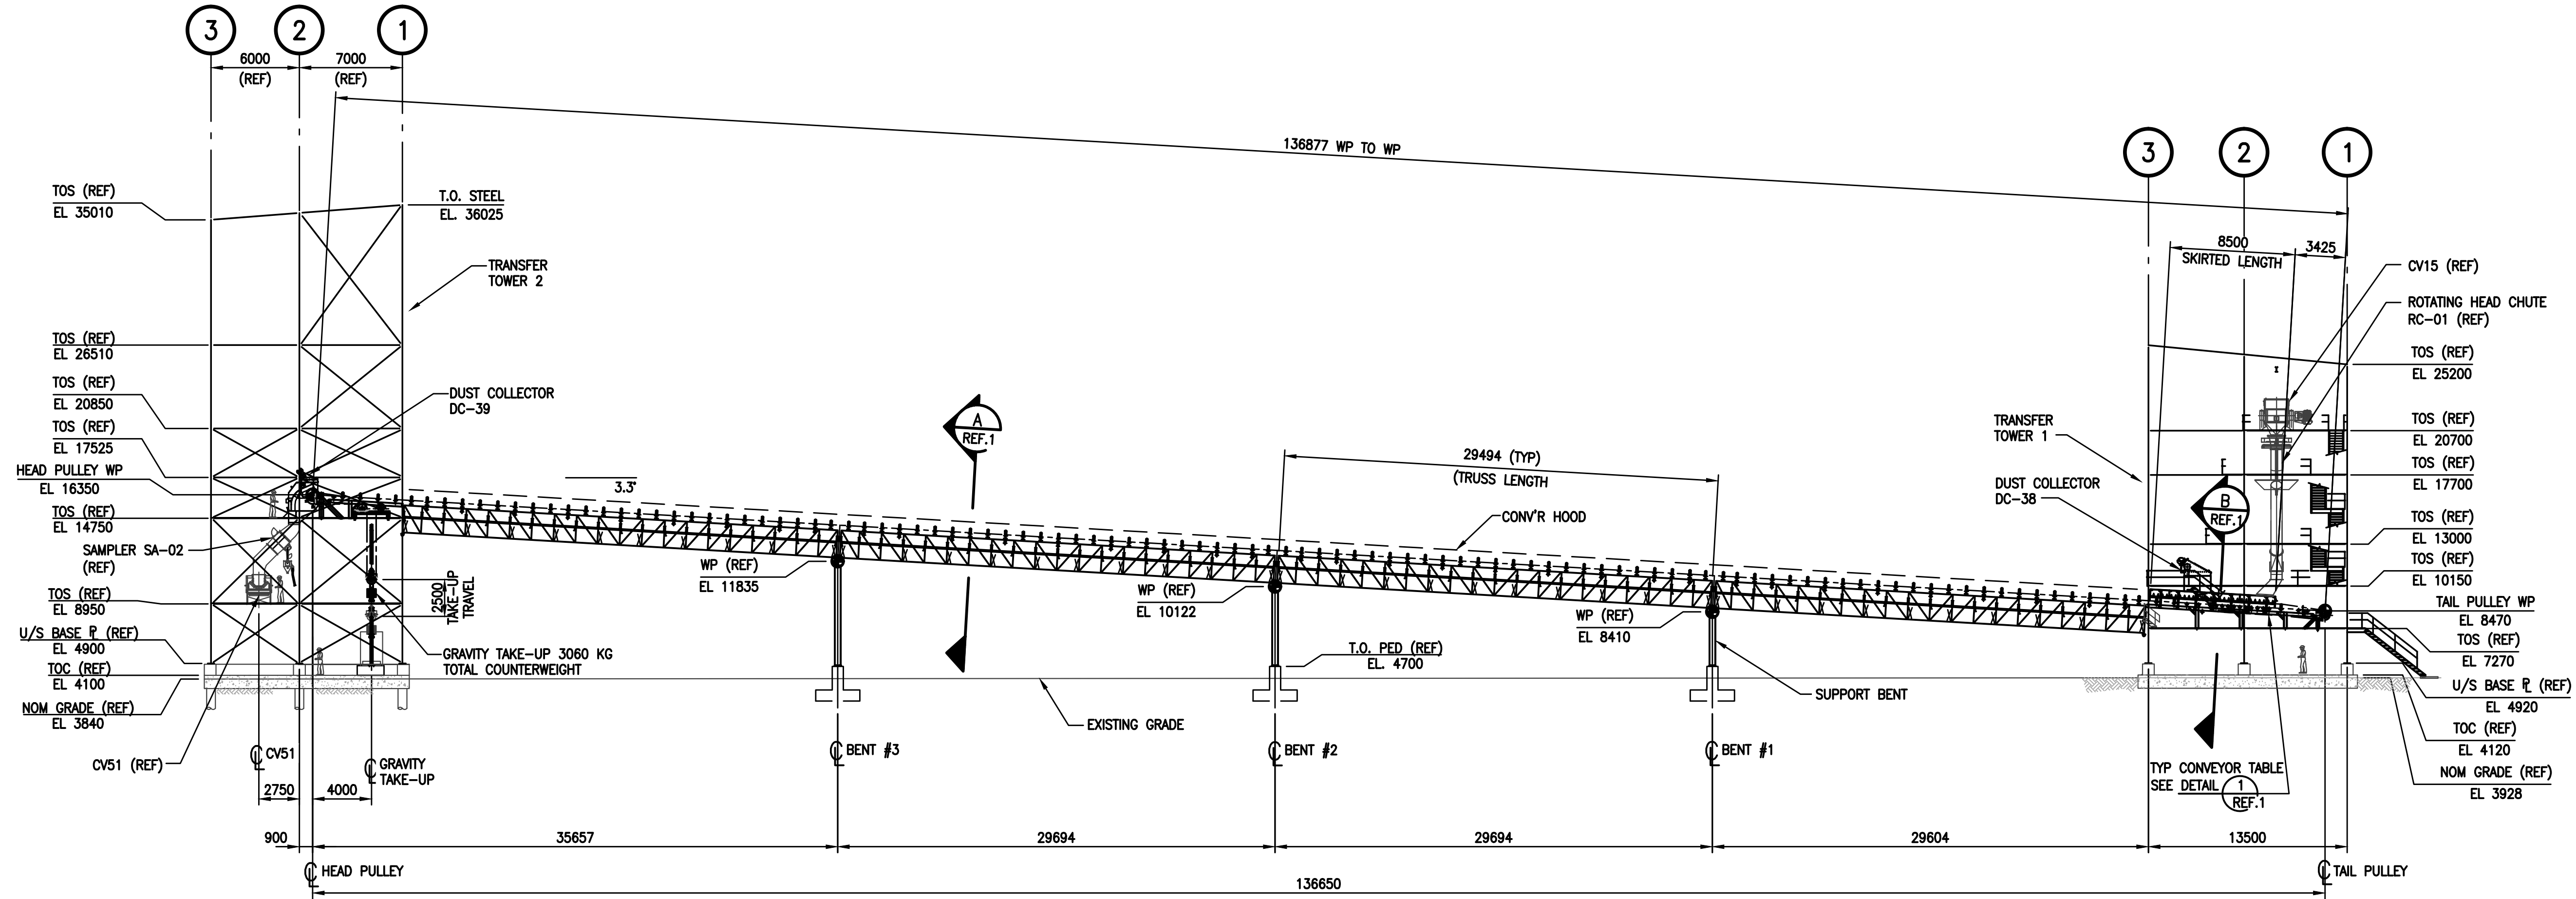 3
2
1
6000
(REF)
7000
(REF)
136877 WP TO WP
3
2
1
TOS (REF)
EL 35010
T.O. STEEL
EL. 36025
TRANSFER
TOWER 2
8500
SKIRTED LENGTH
3425
CV15 (REF)
ROTATING HEAD CHUTE
RC-01 (REF)
TOS (REF)
EL 26510
TOS (REF)
EL 20850
TOS (REF)
EL 17525
HEAD PULLEY WP
EL 16350
TOS (REF)
EL 14750
SAMPLER SA-02
(REF)
TOS (REF)
EL 8950
U/S BASE ⅊ (REF)
EL 4900
TOC (REF)
EL 4100
NOM GRADE (REF)
EL 3840
CV51 (REF)
DUST COLLECTOR
DC-39
A
REF.1
3.3°
29494 (TYP)
(TRUSS LENGTH
CONV'R HOOD
WP (REF)
EL 11835
WP (REF)
EL 10122
WP (REF)
EL 8410
2500
TAKE-UP
TRAVEL
GRAVITY TAKE-UP 3060 KG
TOTAL COUNTERWEIGHT
T.O. PED (REF)
EL. 4700
SUPPORT BENT
EXISTING GRADE
TRANSFER
TOWER 1
DUST COLLECTOR
DC-38
B
REF.1
TOS (REF)
EL 25200
TOS (REF)
EL 20700
TOS (REF)
EL 17700
TOS (REF)
EL 13000
TOS (REF)
EL 10150
TAIL PULLEY WP
EL 8470
TOS (REF)
EL 7270
U/S BASE ⅊ (REF)
EL 4920
TOC (REF)
EL 4120
NOM GRADE (REF)
EL 3928
℄ CV51
℄ GRAVITY
TAKE-UP
℄ BENT #3
℄ BENT #2
℄ BENT #1
TYP CONVEYOR TABLE
SEE DETAIL 1
REF.1
2750
4000
900
35657
29694
29694
29604
13500
℄ HEAD PULLEY
136650
℄ TAIL PULLEY